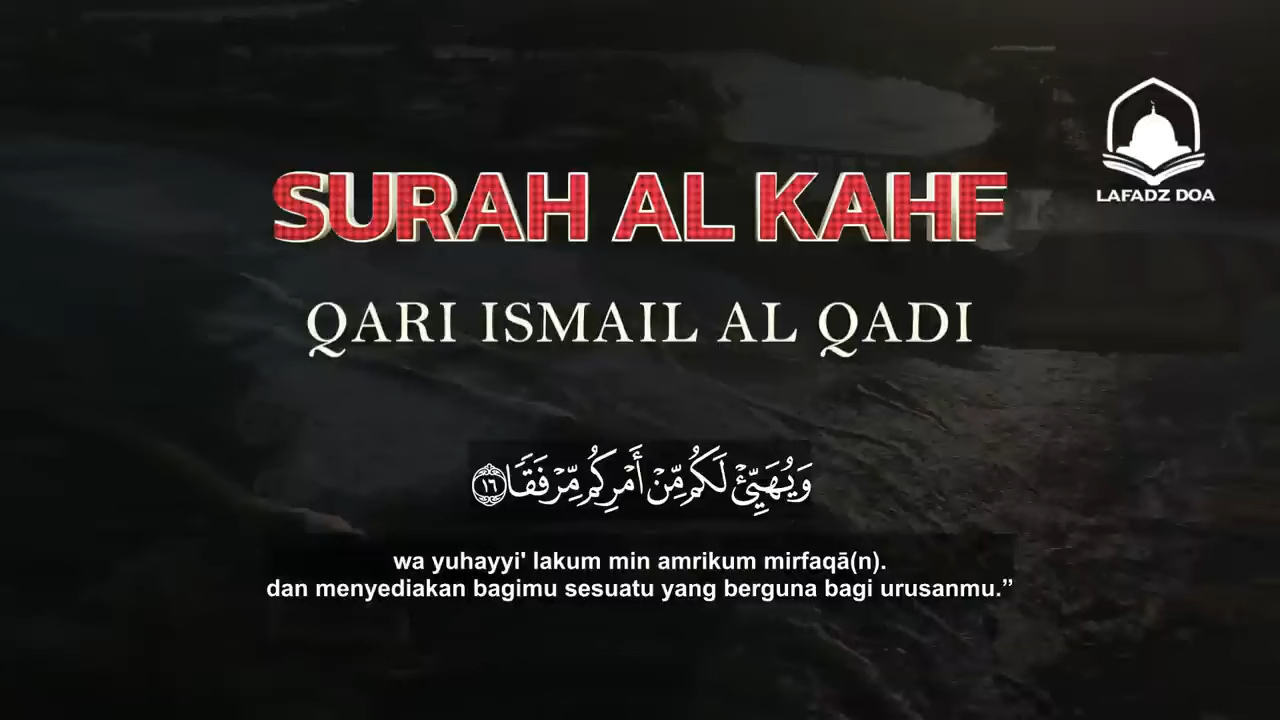 LAFADZ DOA
SURAH AL KAHF
QARI ISMAIL AL QADI
وَيُهَيِّئْ لَكُم مِّنْ أَمْرِكُم مِّرْفَقًا ١٦
wa yuhayyi' lakum min amrikum mirfaqā(n).
dan menyediakan bagimu sesuatu yang berguna bagi urusanmu.”